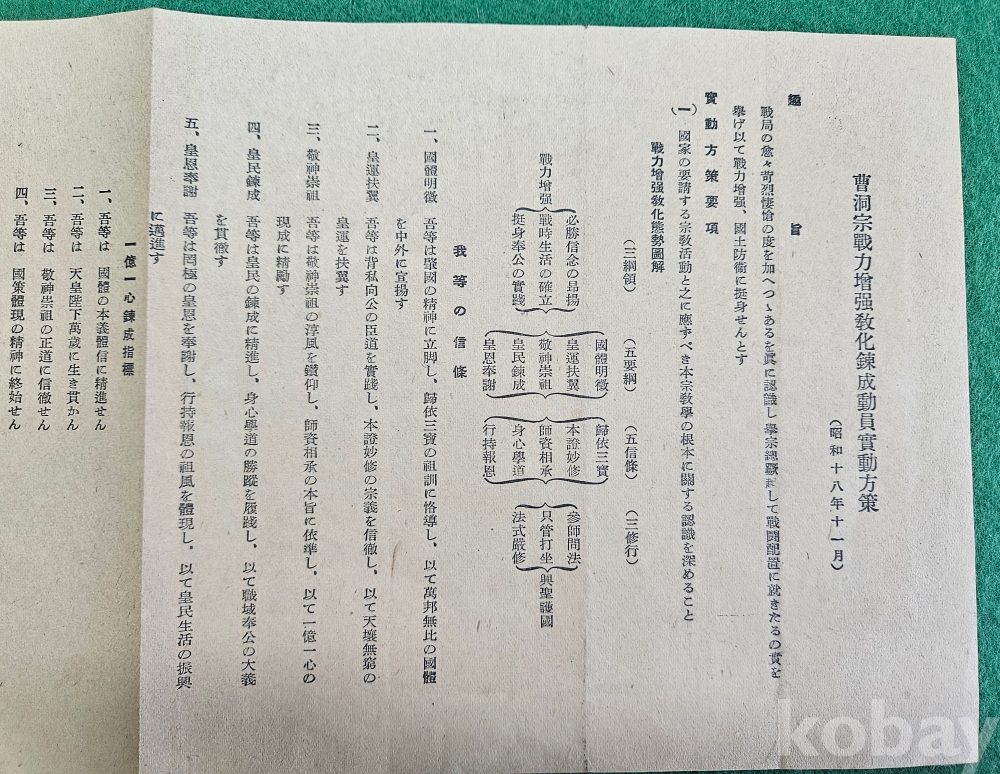 曹洞宗戰力增强敎化鍊成動員實動方策
(昭和十八年十一月)
趣旨
戰局の愈々苛烈悽愴の度を加へつゝあるを眞に認識し擧宗總蹶起して戰鬪配置に就きたるの實を
擧げ以て戰力增强、國土防衞に挺身せんとす
實動方策要項
(一) 國家の要請する宗敎活動と之に應ずべき本宗敎學の根本に關する認識を深めること
戰力增强敎化態勢圖解
(三綱領) (五要綱) (五信條) (三修行)
國體明徵 歸依三寶
必勝信念の昂揚 皇運扶翼 本證妙修 參師問法
戰力增强 戰時生活の確立 敬神崇祖 師資相承 只管打坐 興聖護國
挺身奉公の實踐 皇民鍊成 身心學道 法式嚴修
皇恩奉謝 行持報恩
我等の信條
一、國體明徵 吾等は肇國の精神に立脚し、歸依三寶の祖訓に恪遵し、以て萬邦無比の國體
を中外に宣揚す
二、皇運扶翼 吾等は背私向公の臣道を實踐し、本證妙修の宗義を信徹し、以て天壤無窮の
皇運を扶翼す
三、敬神崇祖 吾等は敬神崇祖の淳風を鑽仰し、師資相承の本旨に依準し、以て一億一心の
現成に精勵す
四、皇民鍊成 吾等は皇民の鍊成に精進し、身心學道の勝蹤を履踐し、以て職域奉公の大義
を貫徹す
五、皇恩奉謝 吾等は罔極の皇恩を奉謝し、行持報恩の祖風を體現し、以て皇民生活の振興
に邁進す
一億一心鍊成指標
一、吾等は 國體の本義體信に精進せん
二、吾等は 天皇陛下萬歲に生き貫かん
三、吾等は 敬神崇祖の正道に信徹せん
四、吾等は 國策體現の精神に終始せん
kobay